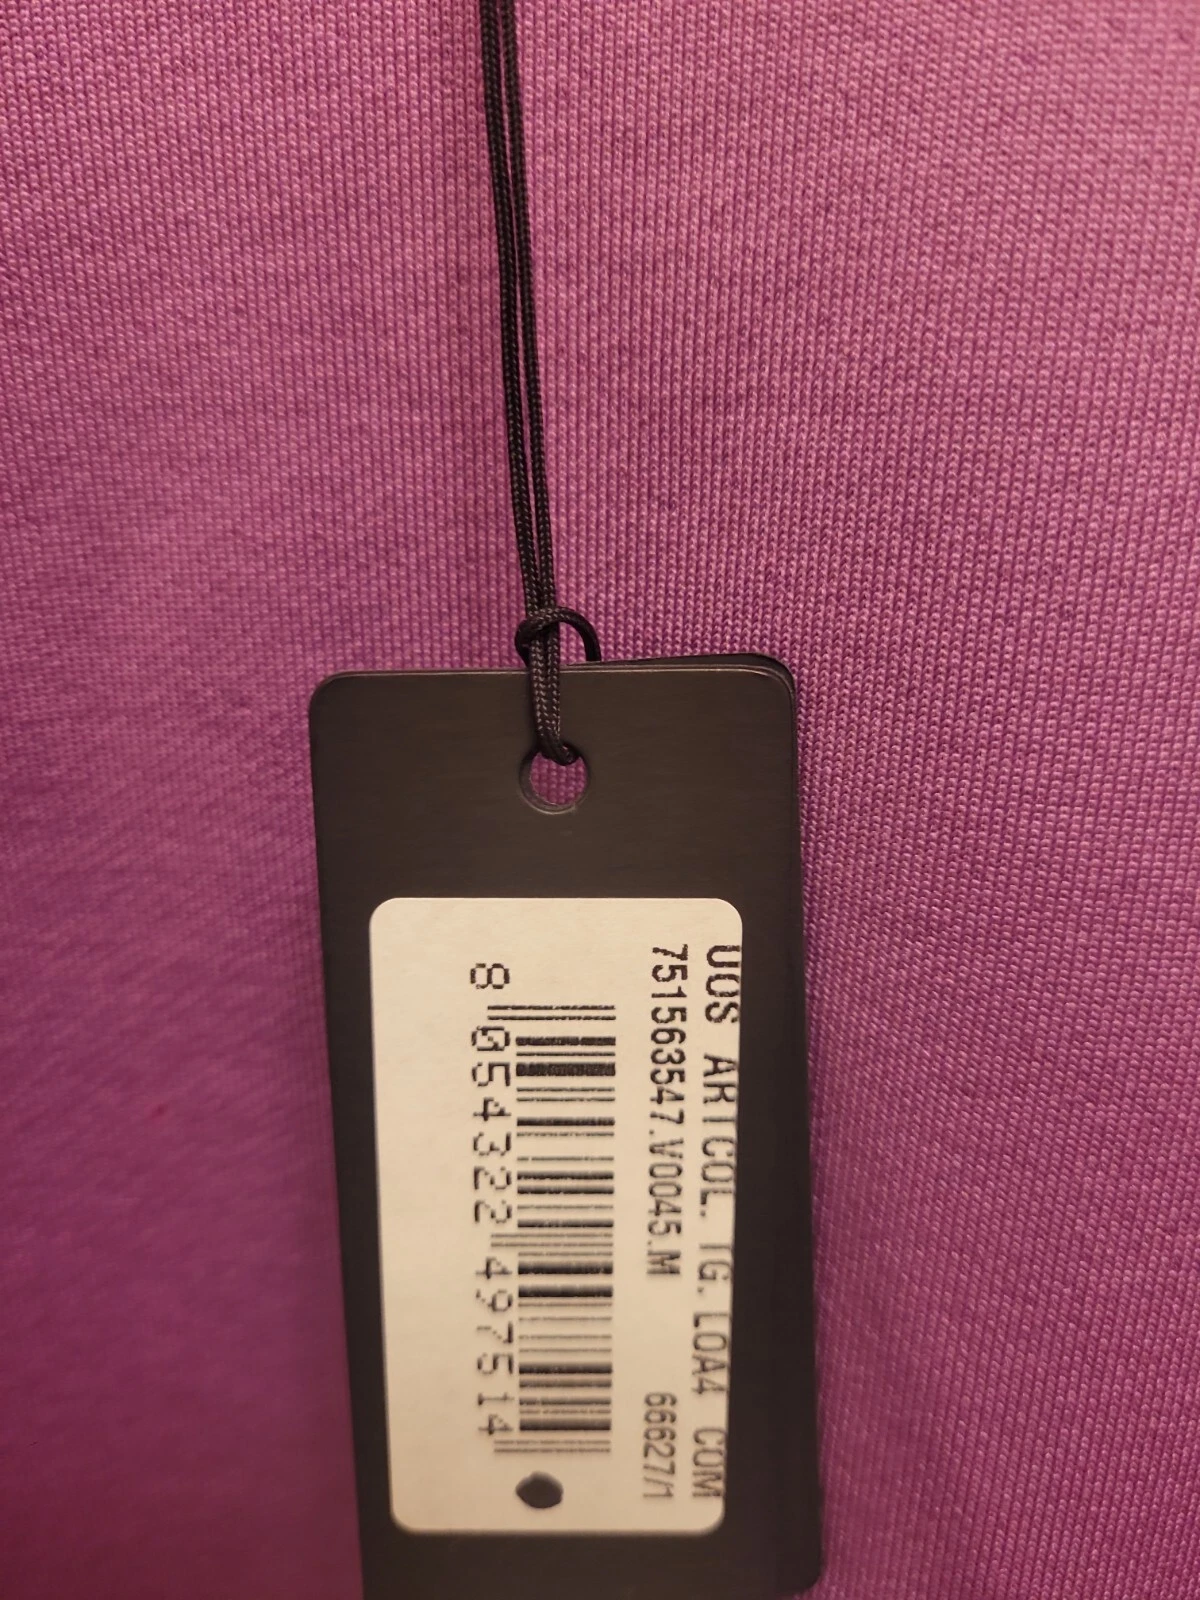 UOS ARTCOL. TG. LOA4 COM
751563547.V0045.M 66627/1
8 054322 497514